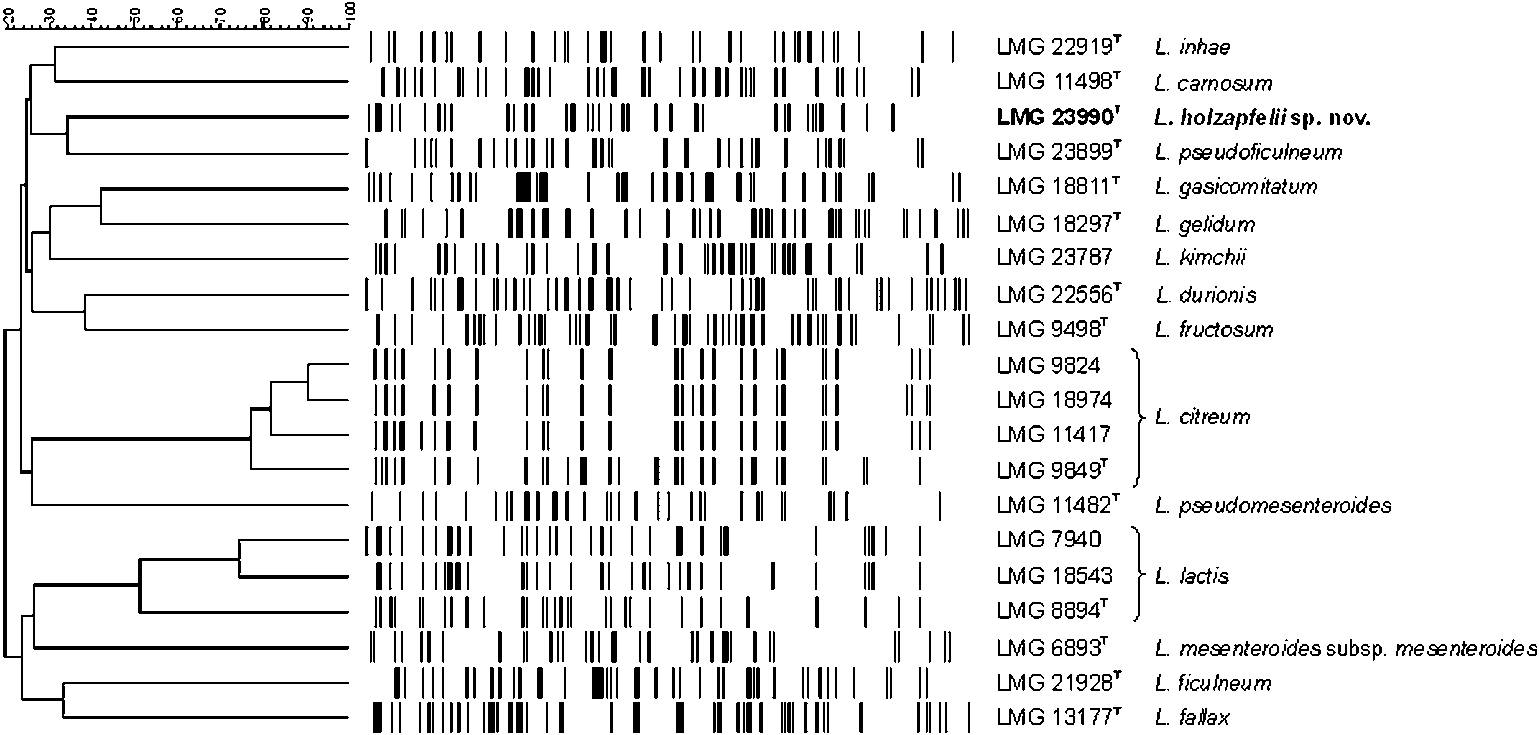 20 30 40 50 60 70 80 90 100
LMG 22919ᵀ L. inhae
LMG 11498ᵀ L. carnosum
LMG 23990ᵀ L. holzapfelii sp. nov.
LMG 23899ᵀ L. pseudoficulneum
LMG 18811ᵀ L. gasicomitatum
LMG 18297ᵀ L. gelidum
LMG 23787 L. kimchii
LMG 22556ᵀ L. durionis
LMG 9498ᵀ L. fructosum
LMG 9824
LMG 18974
L. citreum
LMG 11417
LMG 9849ᵀ
LMG 11482ᵀ L. pseudomesenteroides
LMG 7940
LMG 18543 L. lactis
LMG 8894ᵀ
LMG 6893ᵀ L. mesenteroides subsp. mesenteroides
LMG 21928ᵀ L. ficulneum
LMG 13177ᵀ L. fallax